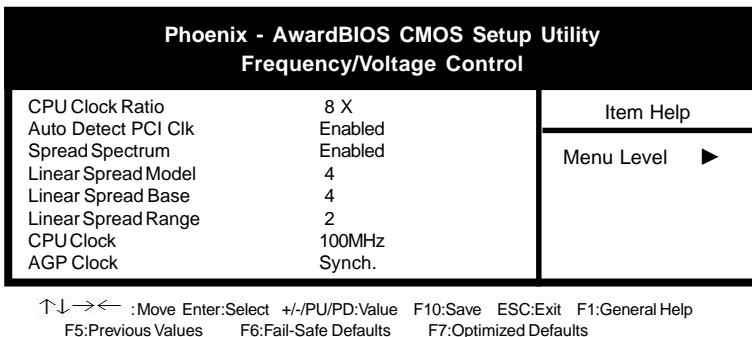 Phoenix - AwardBIOS CMOS Setup Utility
Frequency/Voltage Control
CPU Clock Ratio 8 X
Auto Detect PCI Clk Enabled
Spread Spectrum Enabled
Linear Spread Model 4
Linear Spread Base 4
Linear Spread Range 2
CPU Clock 100MHz
AGP Clock Synch.
Item Help
Menu Level ▶
↑↓→← :Move Enter:Select +/-/PU/PD:Value F10:Save ESC:Exit F1:General Help
F5:Previous Values F6:Fail-Safe Defaults F7:Optimized Defaults